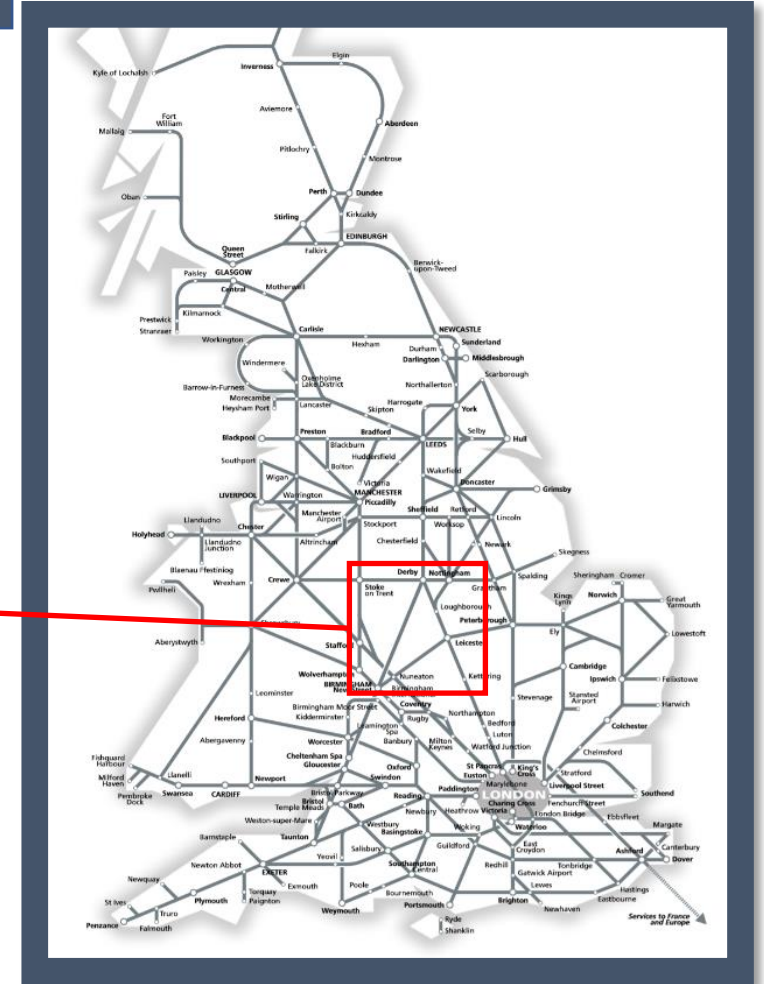 Elgin
Inverness
Kyle of Lochalsh
Aviemore
Fort
William
Mallaig
Aberdeen
Pitlochry
Montrose
Perth
Dundee
Oban
Stirling
Kirkcaldy
EDINBURGH
Queen
Street
Falkirk
Berwick-
upon-Tweed
Paisley
GLASGOW
Central
Motherwell
Prestwick
Kilmarnock
Stranraer
Carlisle
NEWCASTLE
Workington
Hexham
Durham
Sunderland
Darlington
Middlesbrough
Windermere
Scarborough
Oxenholme
Lake District
Northallerton
Barrow-in-Furness
Morecambe
Heysham Port
Lancaster
Harrogate
York
Skipton
Preston
Bradford
Selby
Blackpool
Blackburn
LEEDS
Hull
Huddersfield
Southport
Bolton
Wakefield
Wigan
Victoria
MANCHESTER
Piccadilly
Doncaster
Grimsby
LIVERPOOL
Warrington
Manchester
Airport
Sheffield
Retford
Lincoln
Llandudno
Chester
Stockport
Worksop
Holyhead
Llandudno
Junction
Altrincham
Chesterfield
Newark
Skegness
Blaenau Ffestiniog
Derby
Nottingham
Pwllheli
Wrexham
Crewe
Stoke
on Trent
Grantham
Spalding
Sheringham
Cromer
Kings
Lynn
Norwich
Great
Yarmouth
Loughborough
Peterborough
Aberystwyth
Shrewsbury
Stafford
Leicester
Ely
Lowestoft
Wolverhampton
Nuneaton
Kettering
Cambridge
BIRMINGHAM
New Street
Birmingham
International
Ipswich
Felixstowe
Leominster
Birmingham Moor Street
Coventry
Stevenage
Stansted
Airport
Harwich
Hereford
Kidderminster
Rugby
Northampton
Leamington
Spa
Bedford
Colchester
Abergavenny
Worcester
Banbury
Milton
Keynes
Luton
Cheltenham Spa
Watford Junction
Chelmsford
Fishguard
Harbour
Gloucester
Oxford
St Pancras
King's
Cross
Euston
Stratford
Llanelli
Milford
Haven
Newport
Swindon
Marylebone
Liverpool Street
Pembroke
Dock
Swansea
CARDIFF
Bristol Parkway
Reading
Paddington
LONDON
Southend
Bristol
Temple Meads
Bath
Newbury
Heathrow
Victoria
Charing Cross
Fenchurch Street
London Bridge
Ebbsfleet
Weston-super-Mare
Westbury
Basingstoke
Woking
Waterloo
Margate
Barnstaple
Taunton
Guildford
East
Croydon
Canterbury
Yeovil
Salisbury
Ashford
Dover
Newton Abbot
Southampton
Central
Redhill
Tonbridge
EXETER
Gatwick Airport
Newquay
Exmouth
Poole
Bournemouth
Lewes
Hastings
St Ives
Plymouth
Torquay
Paignton
Eastbourne
Truro
Weymouth
Portsmouth
Brighton
Newhaven
Penzance
Falmouth
Ryde
Shanklin
Services to France
and Europe